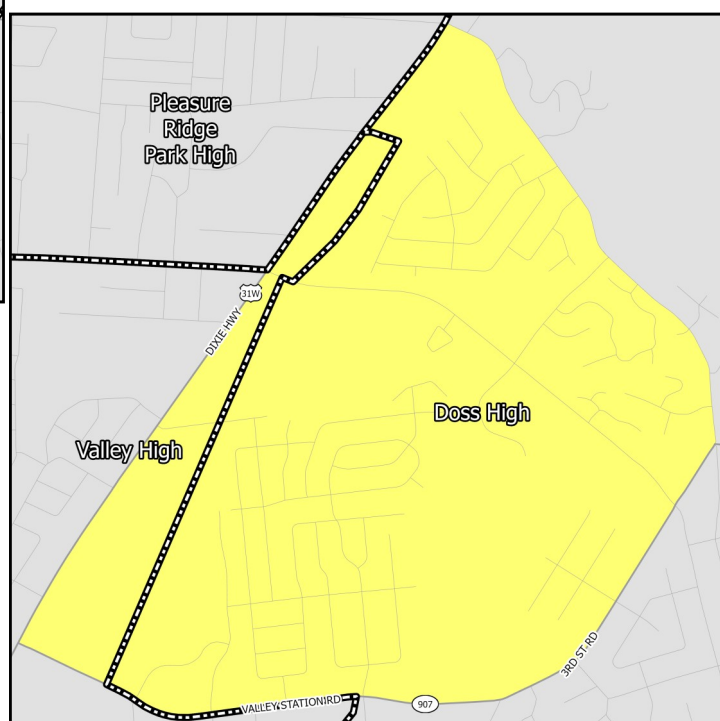 Pleasure
Ridge
Park High
31W
DIXIE HWY
Doss High
Valley High
3RD ST RD
VALLEY STATION RD
907